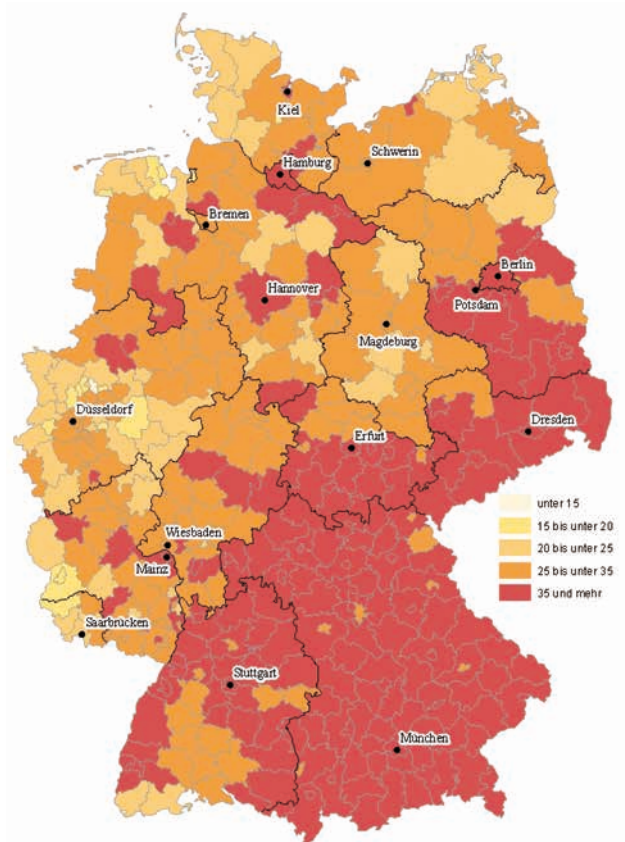 Kiel
Schwerin
Hamburg
Bremen
Berlin
Hannover
Potsdam
Magdeburg
Düsseldorf
Dresden
Erfurt
unter 15
15 bis unter 20
20 bis unter 25
25 bis unter 35
35 und mehr
Wiesbaden
Mainz
Saarbrücken
Stuttgart
München